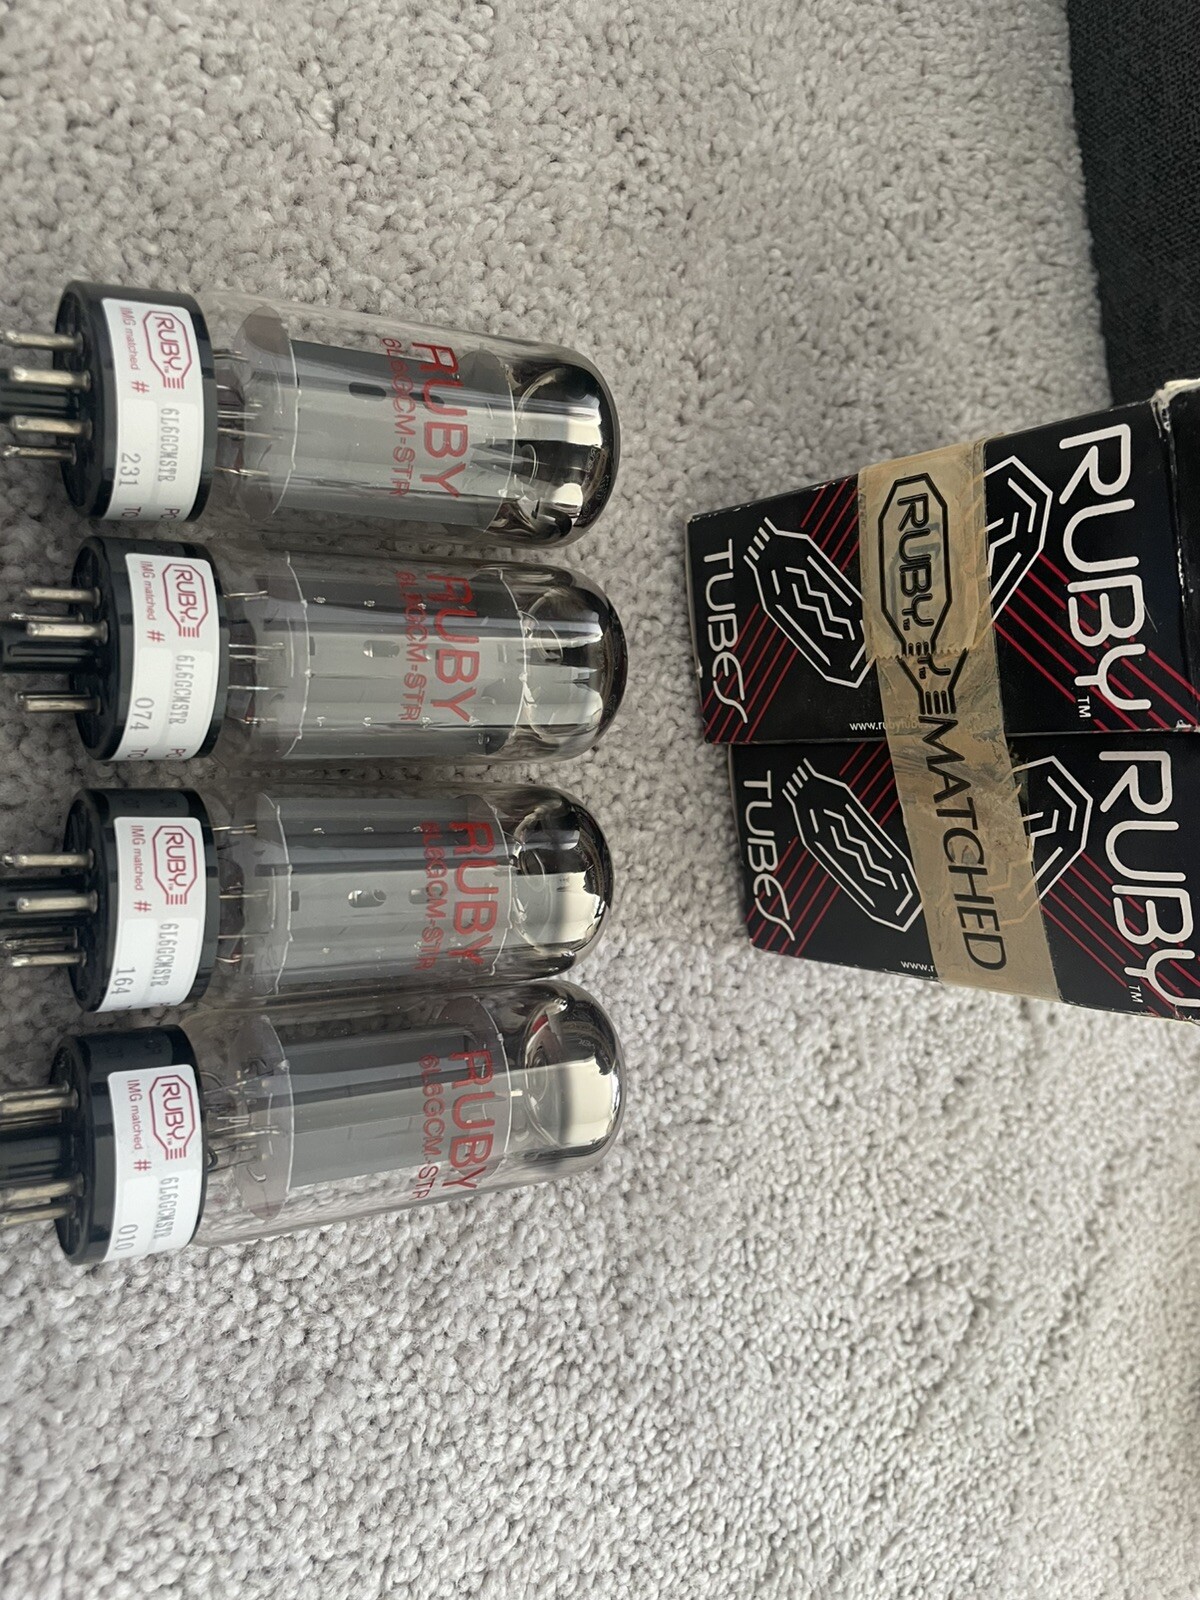 RUBY
6L6GCM=STR
RUBY
IMG matched #
6L6GCMSTR
231
RUBY
6L6GCM=STR
RUBY
IMG matched #
6L6GCMSTR
074
RUBY
6L6GCM-STR
RUBY
IMG matched #
6L6GCMSTR
164
RUBY
6L6GCM-STR
RUBY
IMG matched #
6L6GCMSTR
010
RUBY TM
TUBES
RUBY
MATCHED
RUBY TM
TUBES